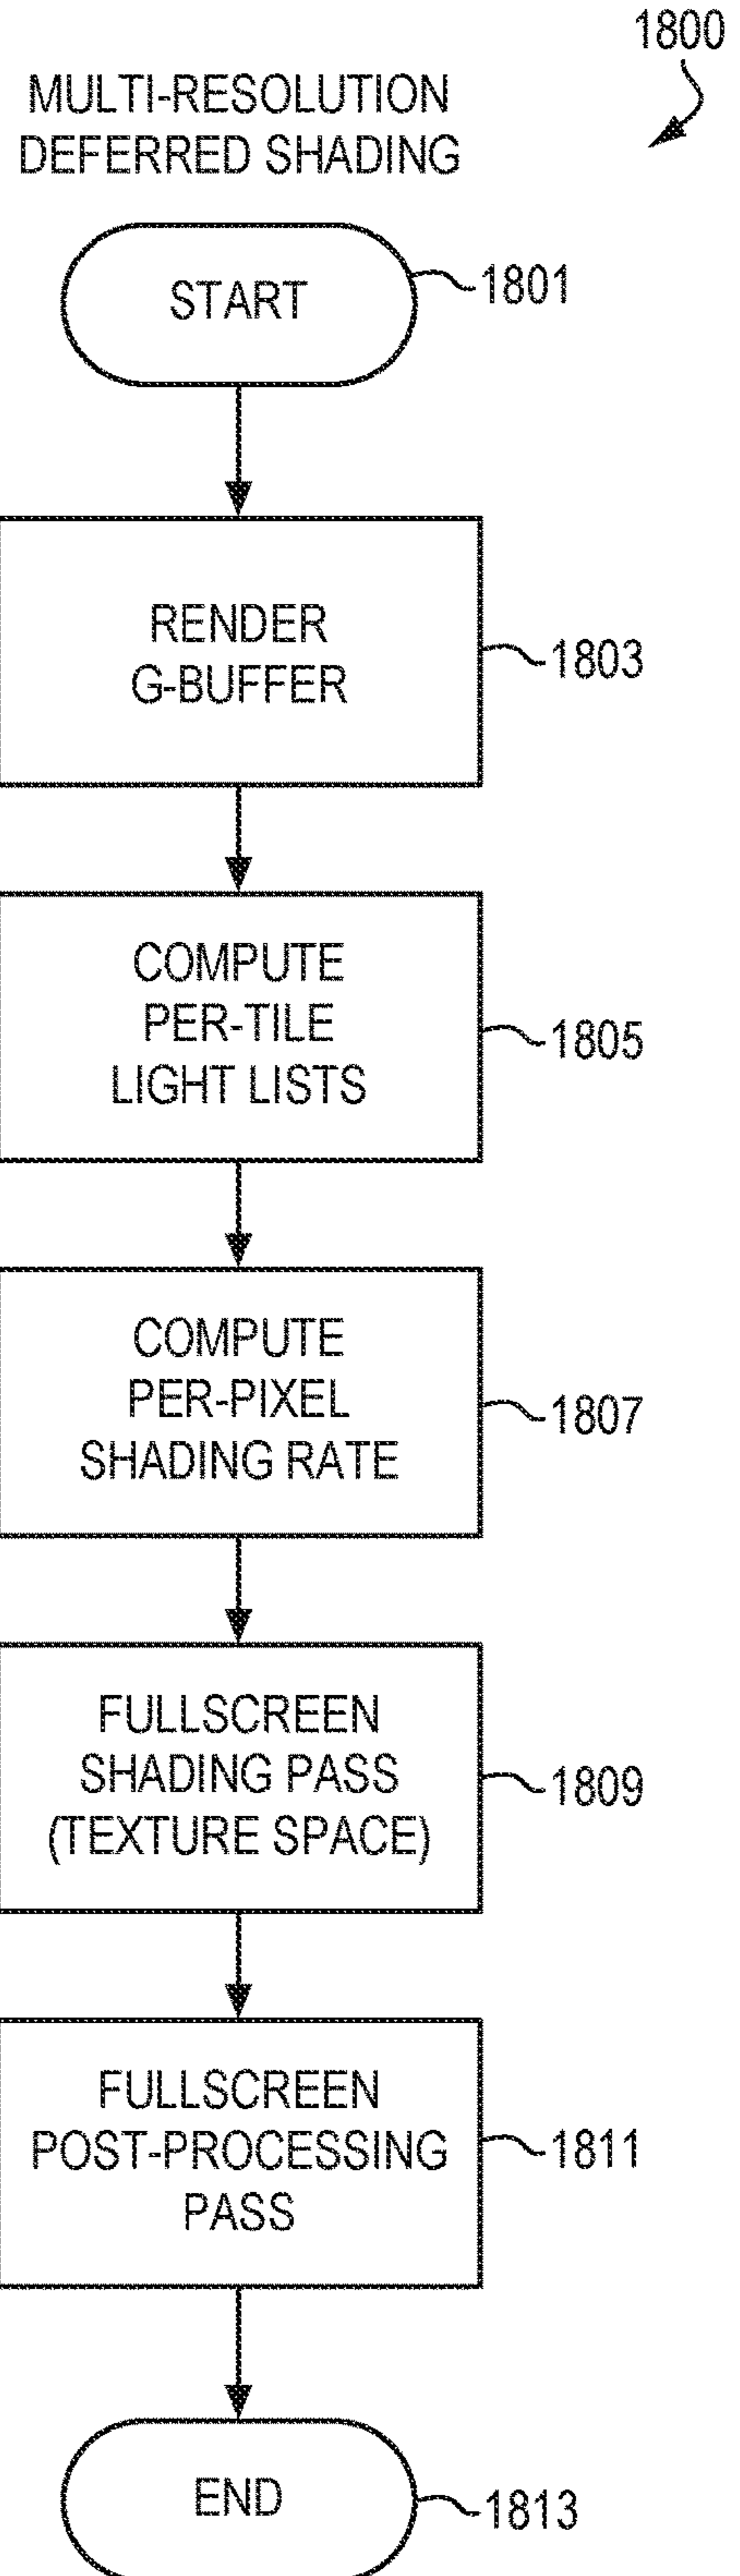 1800
MULTI-RESOLUTION
DEFERRED SHADING
START
1801
RENDER
G-BUFFER
1803
COMPUTE
PER-TILE
LIGHT LISTS
1805
COMPUTE
PER-PIXEL
SHADING RATE
1807
FULLSCREEN
SHADING PASS
(TEXTURE SPACE)
1809
FULLSCREEN
POST-PROCESSING
PASS
1811
END
1813